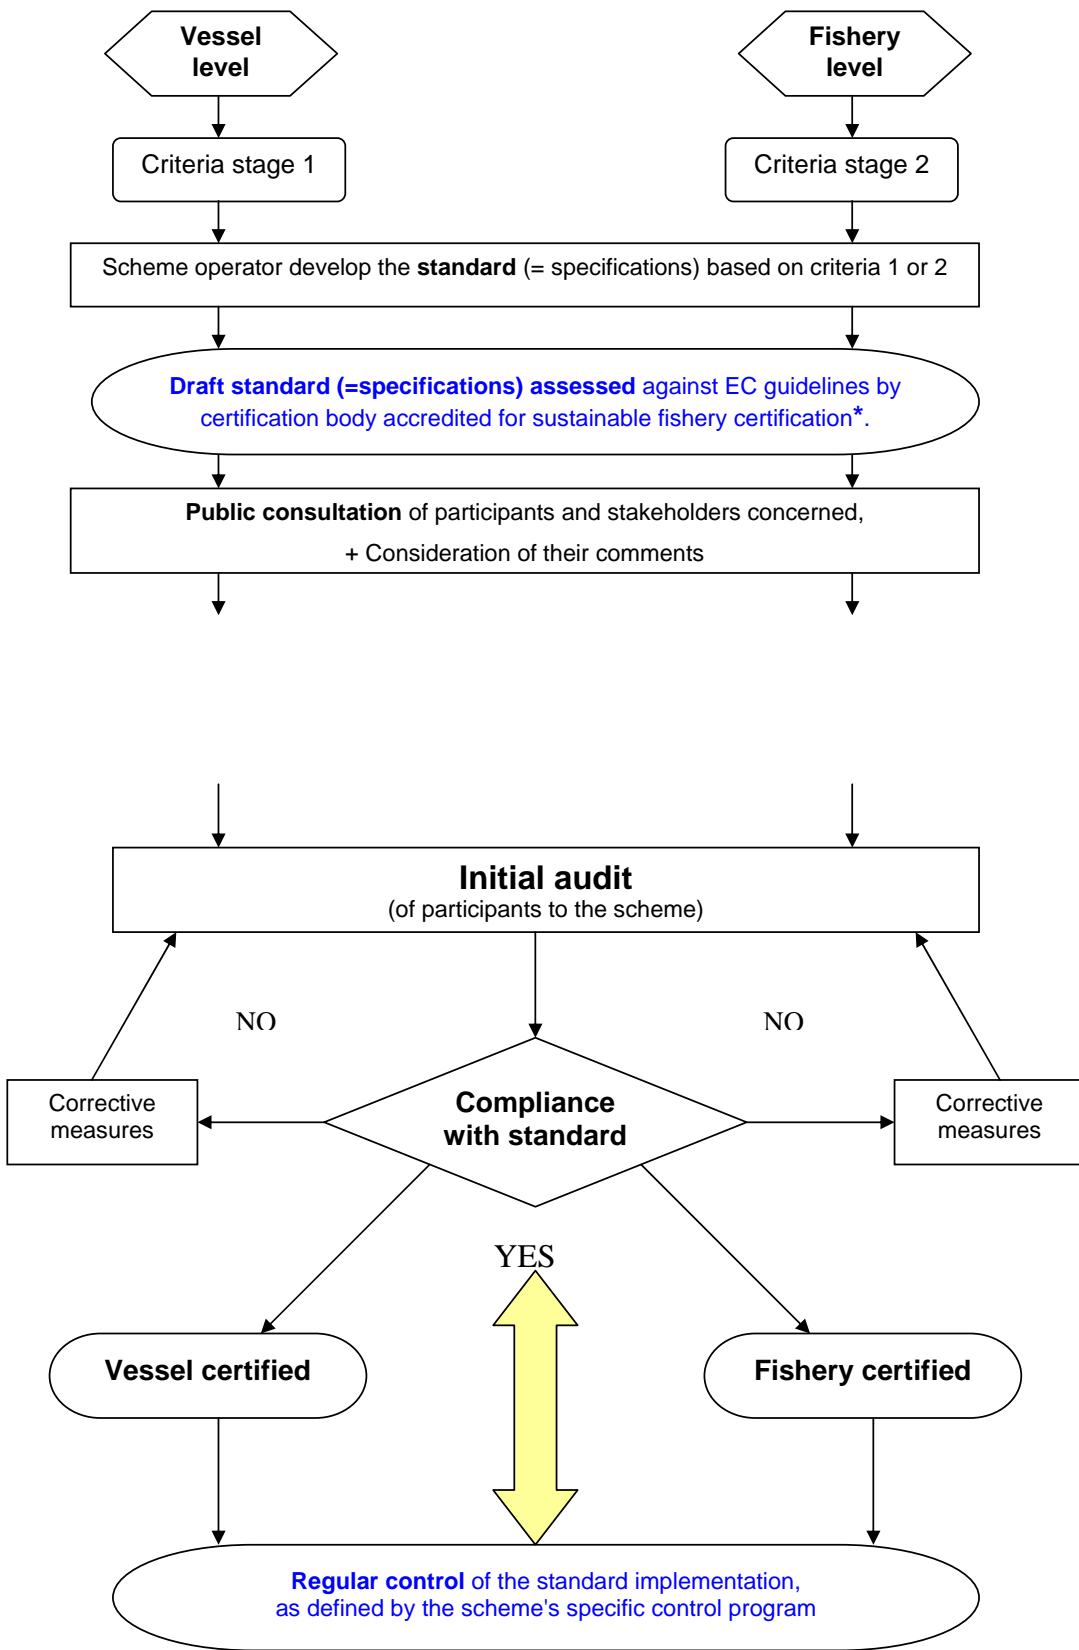 Vessel
level
Fishery
level
Criteria stage 1
Criteria stage 2
Scheme operator develop the standard (= specifications) based on criteria 1 or 2
Draft standard (=specifications) assessed against EC guidelines by
certification body accredited for sustainable fishery certification*.
Public consultation of participants and stakeholders concerned,
+ Consideration of their comments
Initial audit
(of participants to the scheme)
NO
NO
Corrective
measures
Compliance
with standard
Corrective
measures
YES
Vessel certified
Fishery certified
Regular control of the standard implementation,
as defined by the scheme's specific control program